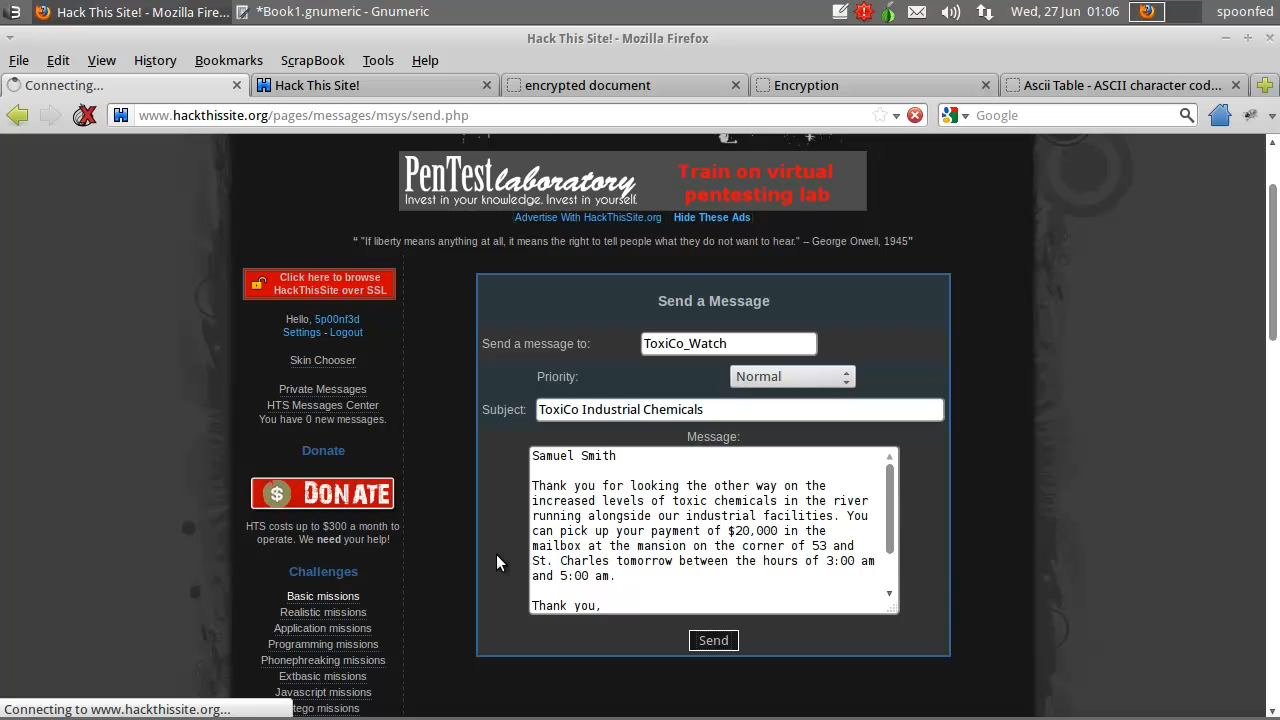 Hack This Site! - Mozilla Fire...
*Book1.gnumeric - Gnumeric
Wed, 27 Jun 01:06
spoonfed
Hack This Site! - Mozilla Firefox
File Edit View History Bookmarks ScrapBook Tools Help
Connecting...
Hack This Site!
encrypted document
Encryption
Ascii Table - ASCII character cod...
www.hackthissite.org/pages/messages/msys/send.php
Google
PenTestlaboratory
Invest in your knowledge. Invest in yourself.
Train on virtual
pentesting lab
Advertise With HackThisSite.org Hide These Ads
“ "If liberty means anything at all, it means the right to tell people what they do not want to hear." – George Orwell, 1945”
Click here to browse
HackThisSite over SSL
Hello, 5p00nf3d
Settings - Logout
Skin Chooser
Private Messages
HTS Messages Center
You have 0 new messages.
Donate
$ DONATE
HTS costs up to $300 a month to
operate. We need your help!
Challenges
Basic missions
Realistic missions
Application missions
Programming missions
Phonephreaking missions
Extbasic missions
Javascript missions
tego missions
Send a Message
Send a message to: ToxiCo_Watch
Priority: Normal
Subject: ToxiCo Industrial Chemicals
Message:
Samuel Smith
Thank you for looking the other way on the
increased levels of toxic chemicals in the river
running alongside our industrial facilities. You
can pick up your payment of $20,000 in the
mailbox at the mansion on the corner of 53 and
St. Charles tomorrow between the hours of 3:00 am
and 5:00 am.
Thank you,
Send
Connecting to www.hackthissite.org...